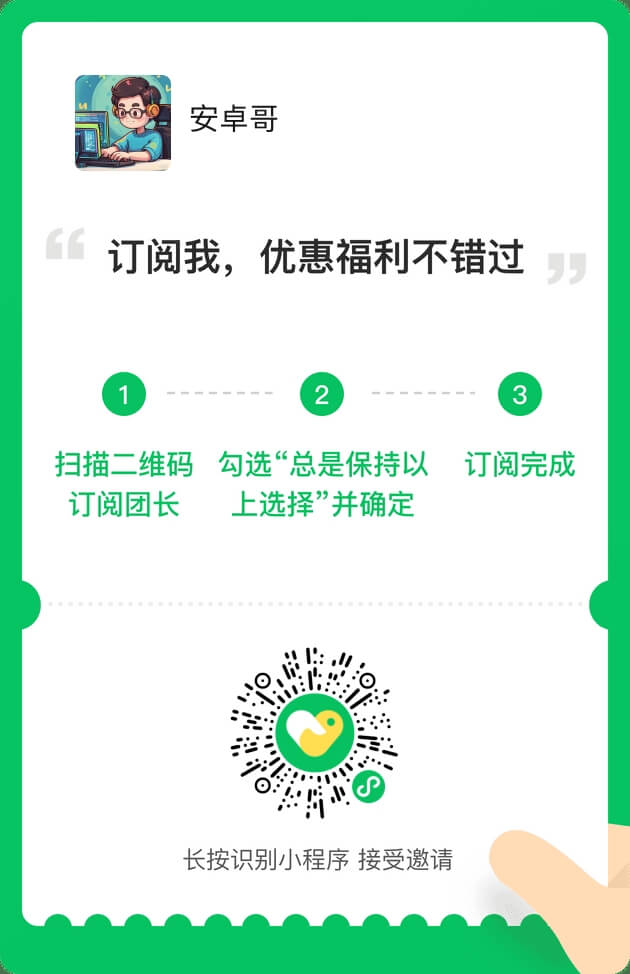 安卓哥
“订阅我，优惠福利不错过”
1
2
3
扫描二维码
订阅团长
勾选“总是保持以
上选择”并确定
订阅完成
长按识别小程序 接受邀请